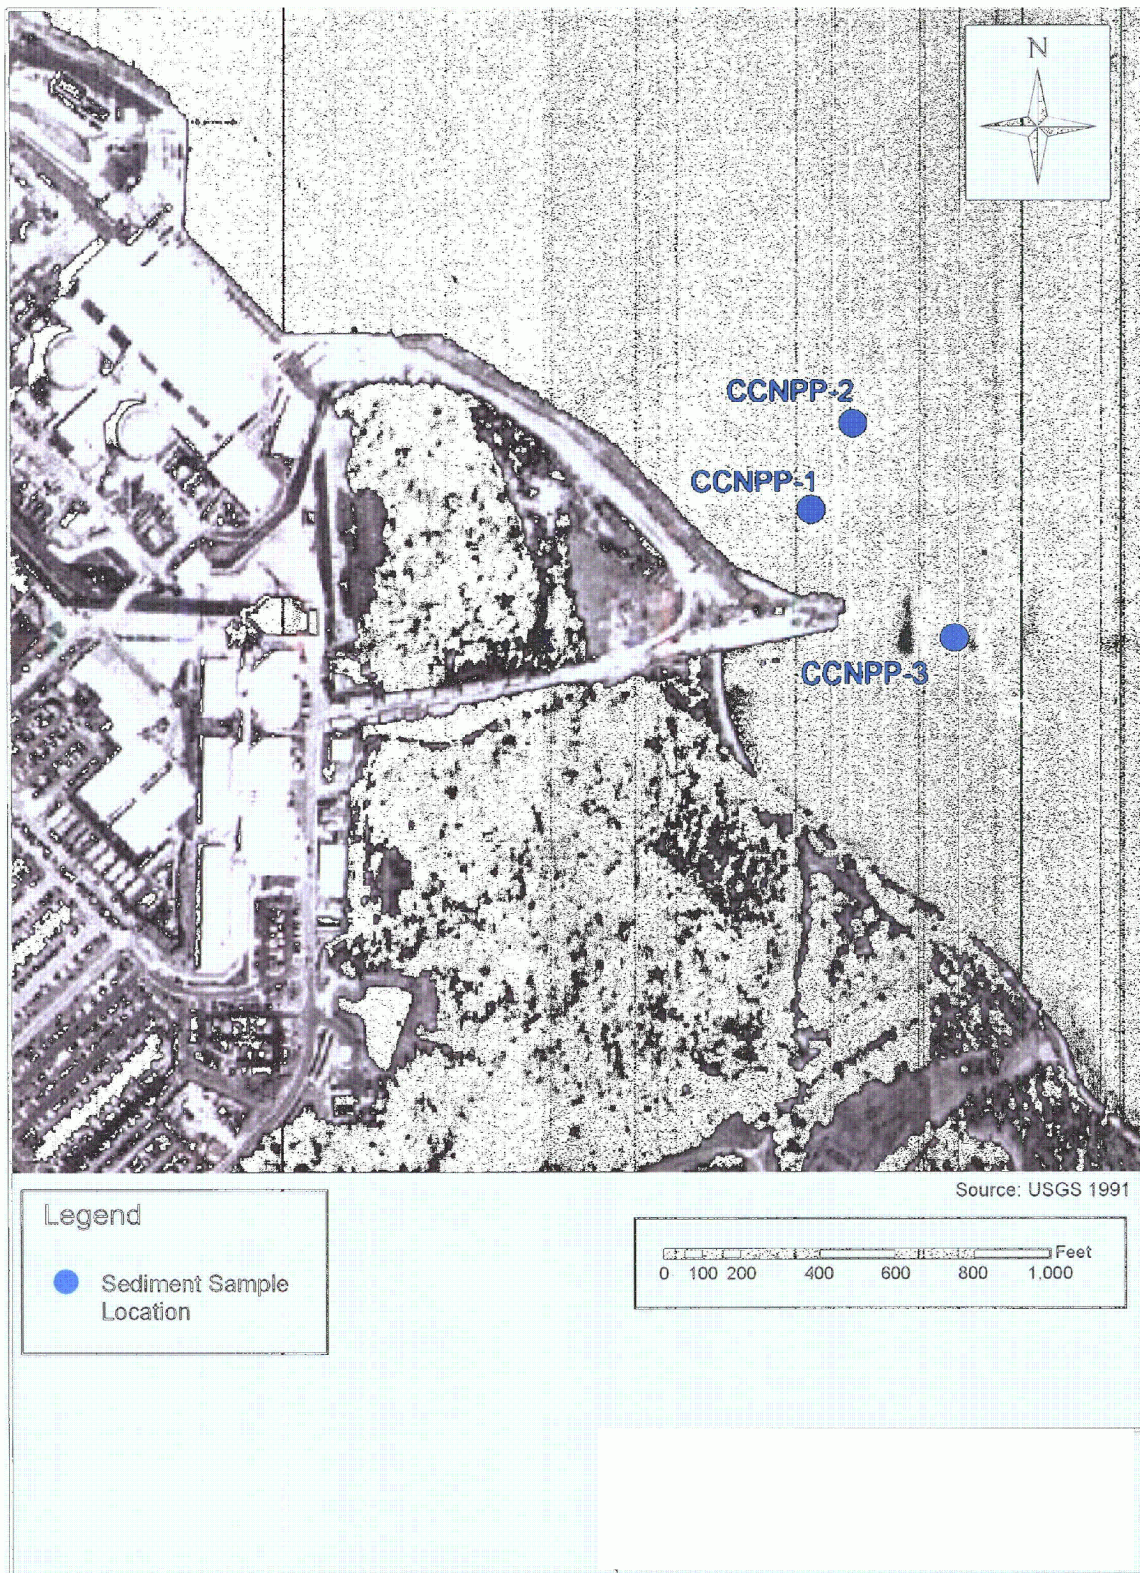 N
CCNPP-2
CCNPP-1
CCNPP-3
Source: USGS 1991
Legend
Sediment Sample
Location
Feet
0 100 200 400 600 800 1,000